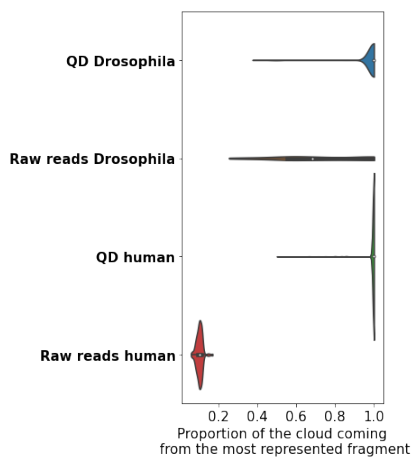 QD Drosophila
Raw reads Drosophila
QD human
Raw reads human
0.2 0.4 0.6 0.8 1.0
Proportion of the cloud coming
from the most represented fragment